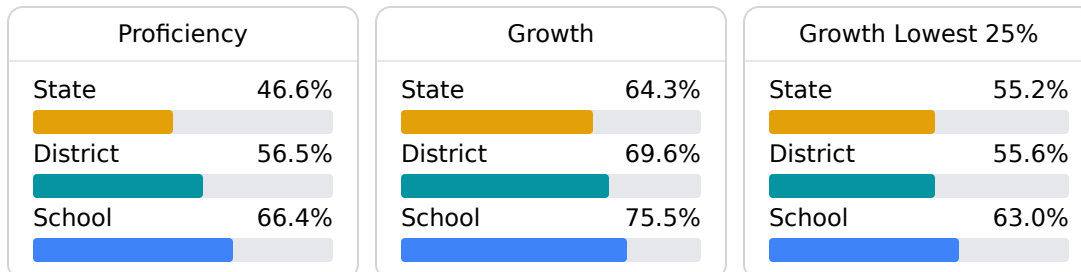 Proficiency
State 46.6%
District 56.5%
School 66.4%
Growth
State 64.3%
District 69.6%
School 75.5%
Growth Lowest 25%
State 55.2%
District 55.6%
School 63.0%